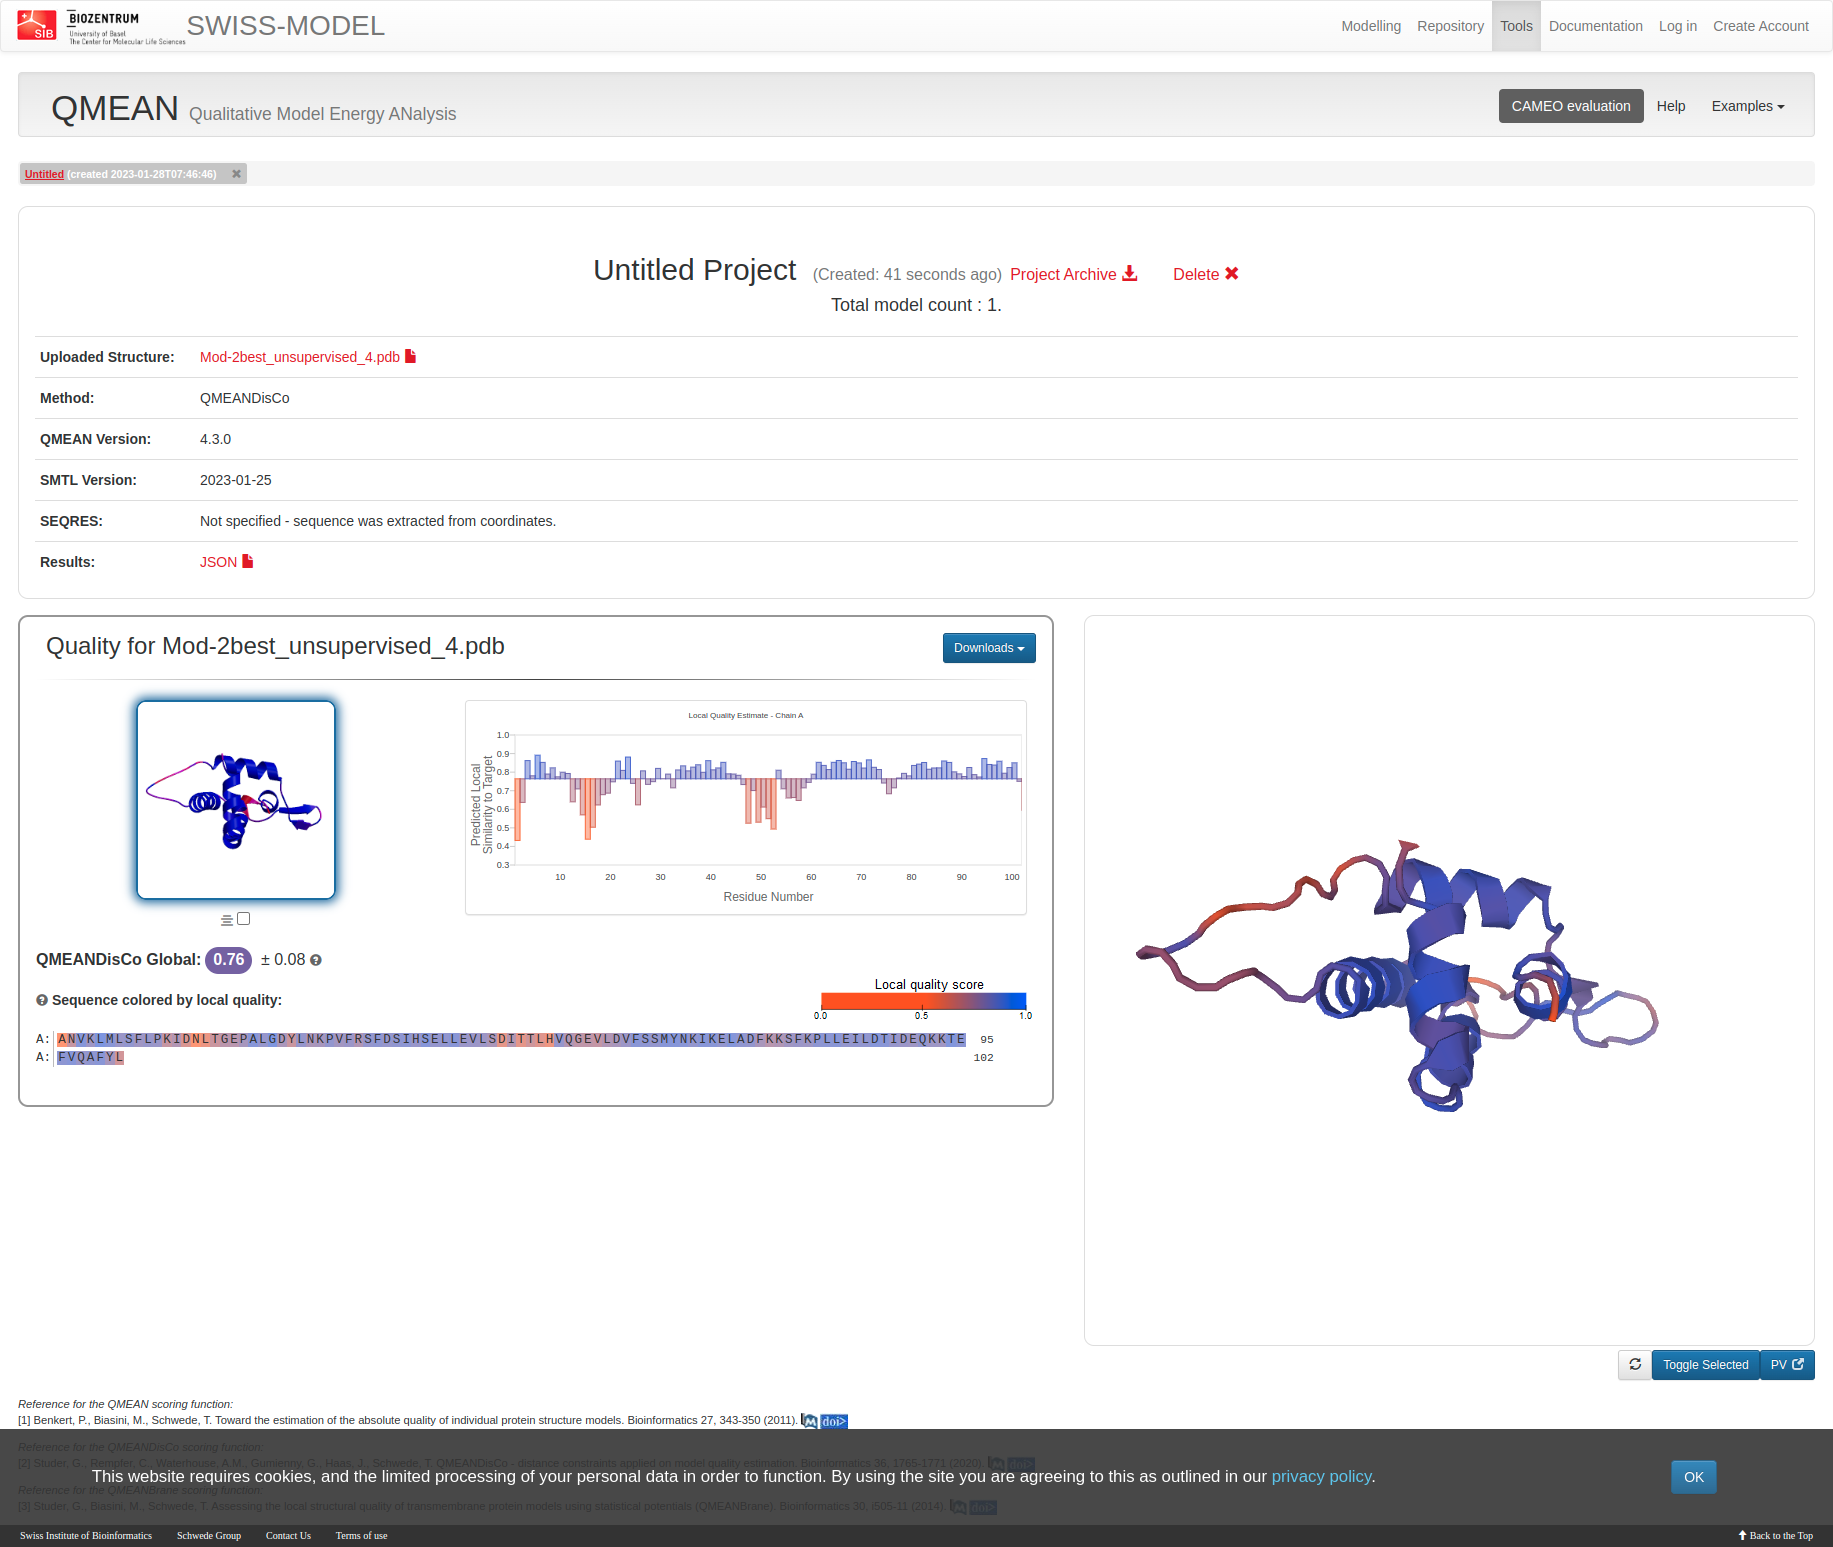 SIB
BIOZENTRUM
University of Basel
The Center for Molecular Life Sciences
SWISS-MODEL
Modelling Repository Tools Documentation Log in Create Account
QMEAN Qualitative Model Energy ANalysis
CAMEO evaluation Help Examples
Untitled (created 2023-01-28T07:46:46) ✖
Untitled Project (Created: 41 seconds ago) Project Archive Delete ✖
Total model count : 1.
Uploaded Structure: Mod-2best_unsupervised_4.pdb
Method: QMEANDisCo
QMEAN Version: 4.3.0
SMTL Version: 2023-01-25
SEQRES: Not specified - sequence was extracted from coordinates.
Results: JSON
Quality for Mod-2best_unsupervised_4.pdb
Downloads
Local Quality Estimate - Chain A
Predicted Local
Similarity to Target
1.0
0.9
0.8
0.7
0.6
0.5
0.4
0.3
10 20 30 40 50 60 70 80 90 100
Residue Number
QMEANDisCo Global: 0.76 ± 0.08
Sequence colored by local quality:
Local quality score
0.0 0.5 1.0
A: ANVKLMLSFLPKIDNLTGEPALGDYLNKPVFRSFDSIHSELLEVLSDITTLHVQGEVLDVFSSMYNKIKELADFKKSFKPLLEILDTIDEQKKTE 95
A: FVQAFYL 102
Toggle Selected PV
Reference for the QMEAN scoring function:
[1] Benkert, P., Biasini, M., Schwede, T. Toward the estimation of the absolute quality of individual protein structure models. Bioinformatics 27, 343-350 (2011). M doi>
Reference for the QMEANDisCo scoring function:
[2] Studer, G., Rempfer, C., Waterhouse, A.M., Gumienny, G., Haas, J., Schwede, T. QMEANDisCo - distance constraints applied on model quality estimation. Bioinformatics 36, 1765-1771 (2020). M doi>
This website requires cookies, and the limited processing of your personal data in order to function. By using the site you are agreeing to this as outlined in our privacy policy. OK
Reference for the QMEANBrane scoring function:
[3] Studer, G., Biasini, M., Schwede, T. Assessing the local structural quality of transmembrane protein models using statistical potentials (QMEANBrane). Bioinformatics 30, i505-11 (2014). M doi>
Swiss Institute of Bioinformatics Schwede Group Contact Us Terms of use Back to the Top